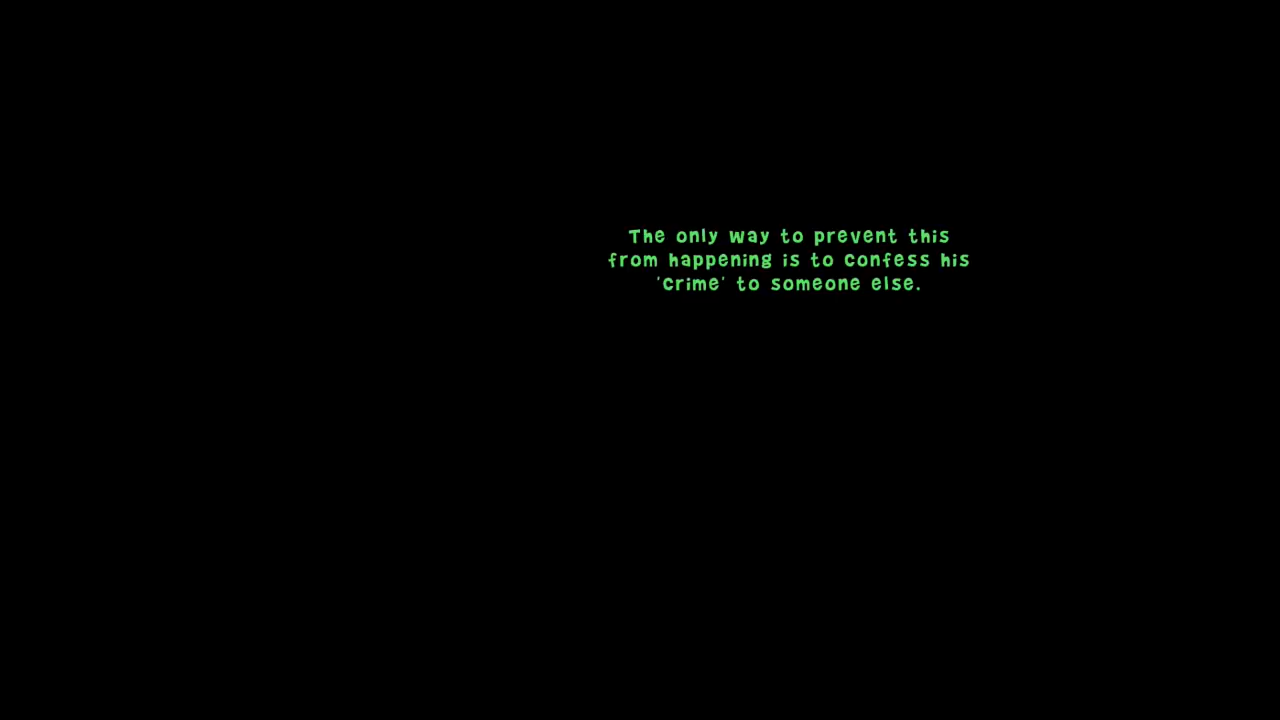 The only way to prevent this
from happening is to confess his
'crime' to someone else.